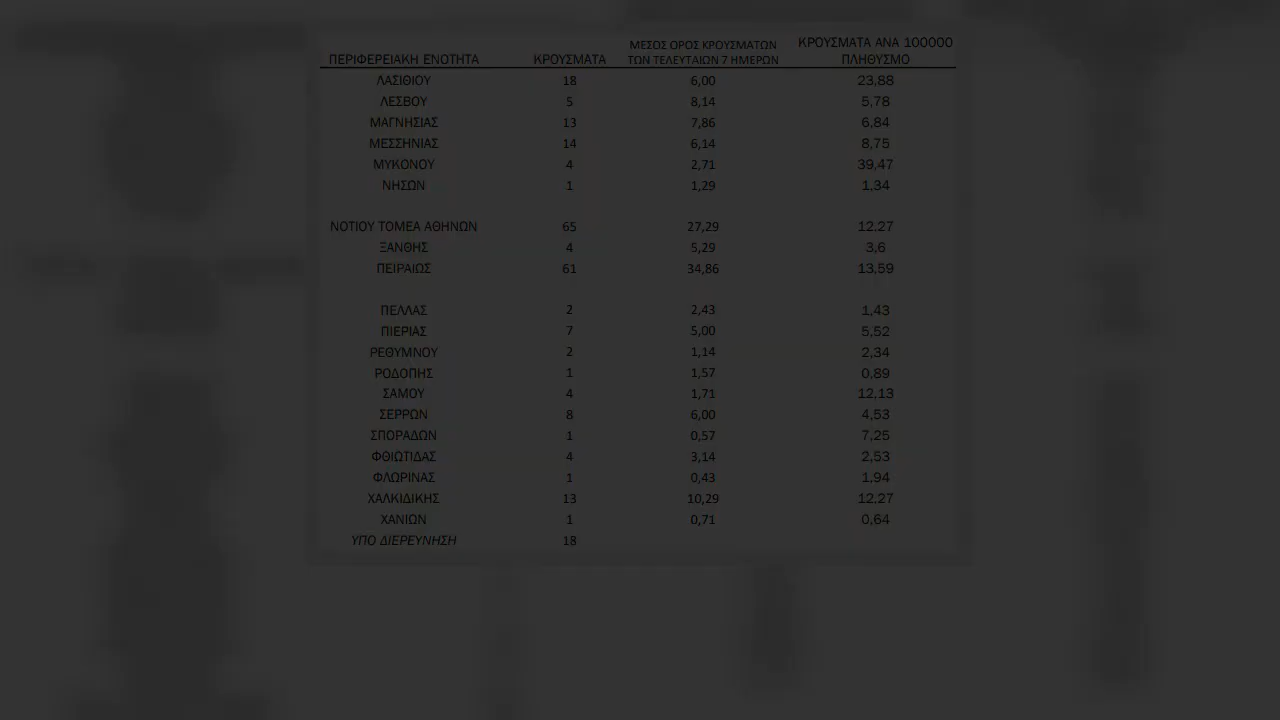 ΠΕΡΙΦΕΡΕΙΑΚΗ ΕΝΟΤΗΤΑ ΚΡΟΥΣΜΑΤΑ ΜΕΣΟΣ ΟΡΟΣ ΚΡΟΥΣΜΑΤΩΝ ΤΩΝ ΤΕΛΕΥΤΑΙΩΝ 7 ΗΜΕΡΩΝ ΚΡΟΥΣΜΑΤΑ ΑΝΑ 100000 ΠΛΗΘΥΣΜΟ
ΛΑΣΙΘΙΟΥ 18 6,00 23,88
ΛΕΣΒΟΥ 5 8,14 5,78
ΜΑΓΝΗΣΙΑΣ 13 7,86 6,84
ΜΕΣΣΗΝΙΑΣ 14 6,14 8,75
ΜΥΚΟΝΟΥ 4 2,71 39,47
ΝΗΣΩΝ 1 1,29 1,34
ΝΟΤΙΟΥ ΤΟΜΕΑ ΑΘΗΝΩΝ 65 27,29 12,27
ΞΑΝΘΗΣ 4 5,29 3,6
ΠΕΙΡΑΙΩΣ 61 34,86 13,59
ΠΕΛΛΑΣ 2 2,43 1,43
ΠΙΕΡΙΑΣ 7 5,00 5,52
ΡΕΘΥΜΝΟΥ 2 1,14 2,34
ΡΟΔΟΠΗΣ 1 1,57 0,89
ΣΑΜΟΥ 4 1,71 12,13
ΣΕΡΡΩΝ 8 6,00 4,53
ΣΠΟΡΑΔΩΝ 1 0,57 7,25
ΦΘΙΩΤΙΔΑΣ 4 3,14 2,53
ΦΛΩΡΙΝΑΣ 1 0,43 1,94
ΧΑΛΚΙΔΙΚΗΣ 13 10,29 12,27
ΧΑΝΙΩΝ 1 0,71 0,64
ΥΠΟ ΔΙΕΡΕΥΝΗΣΗ 18